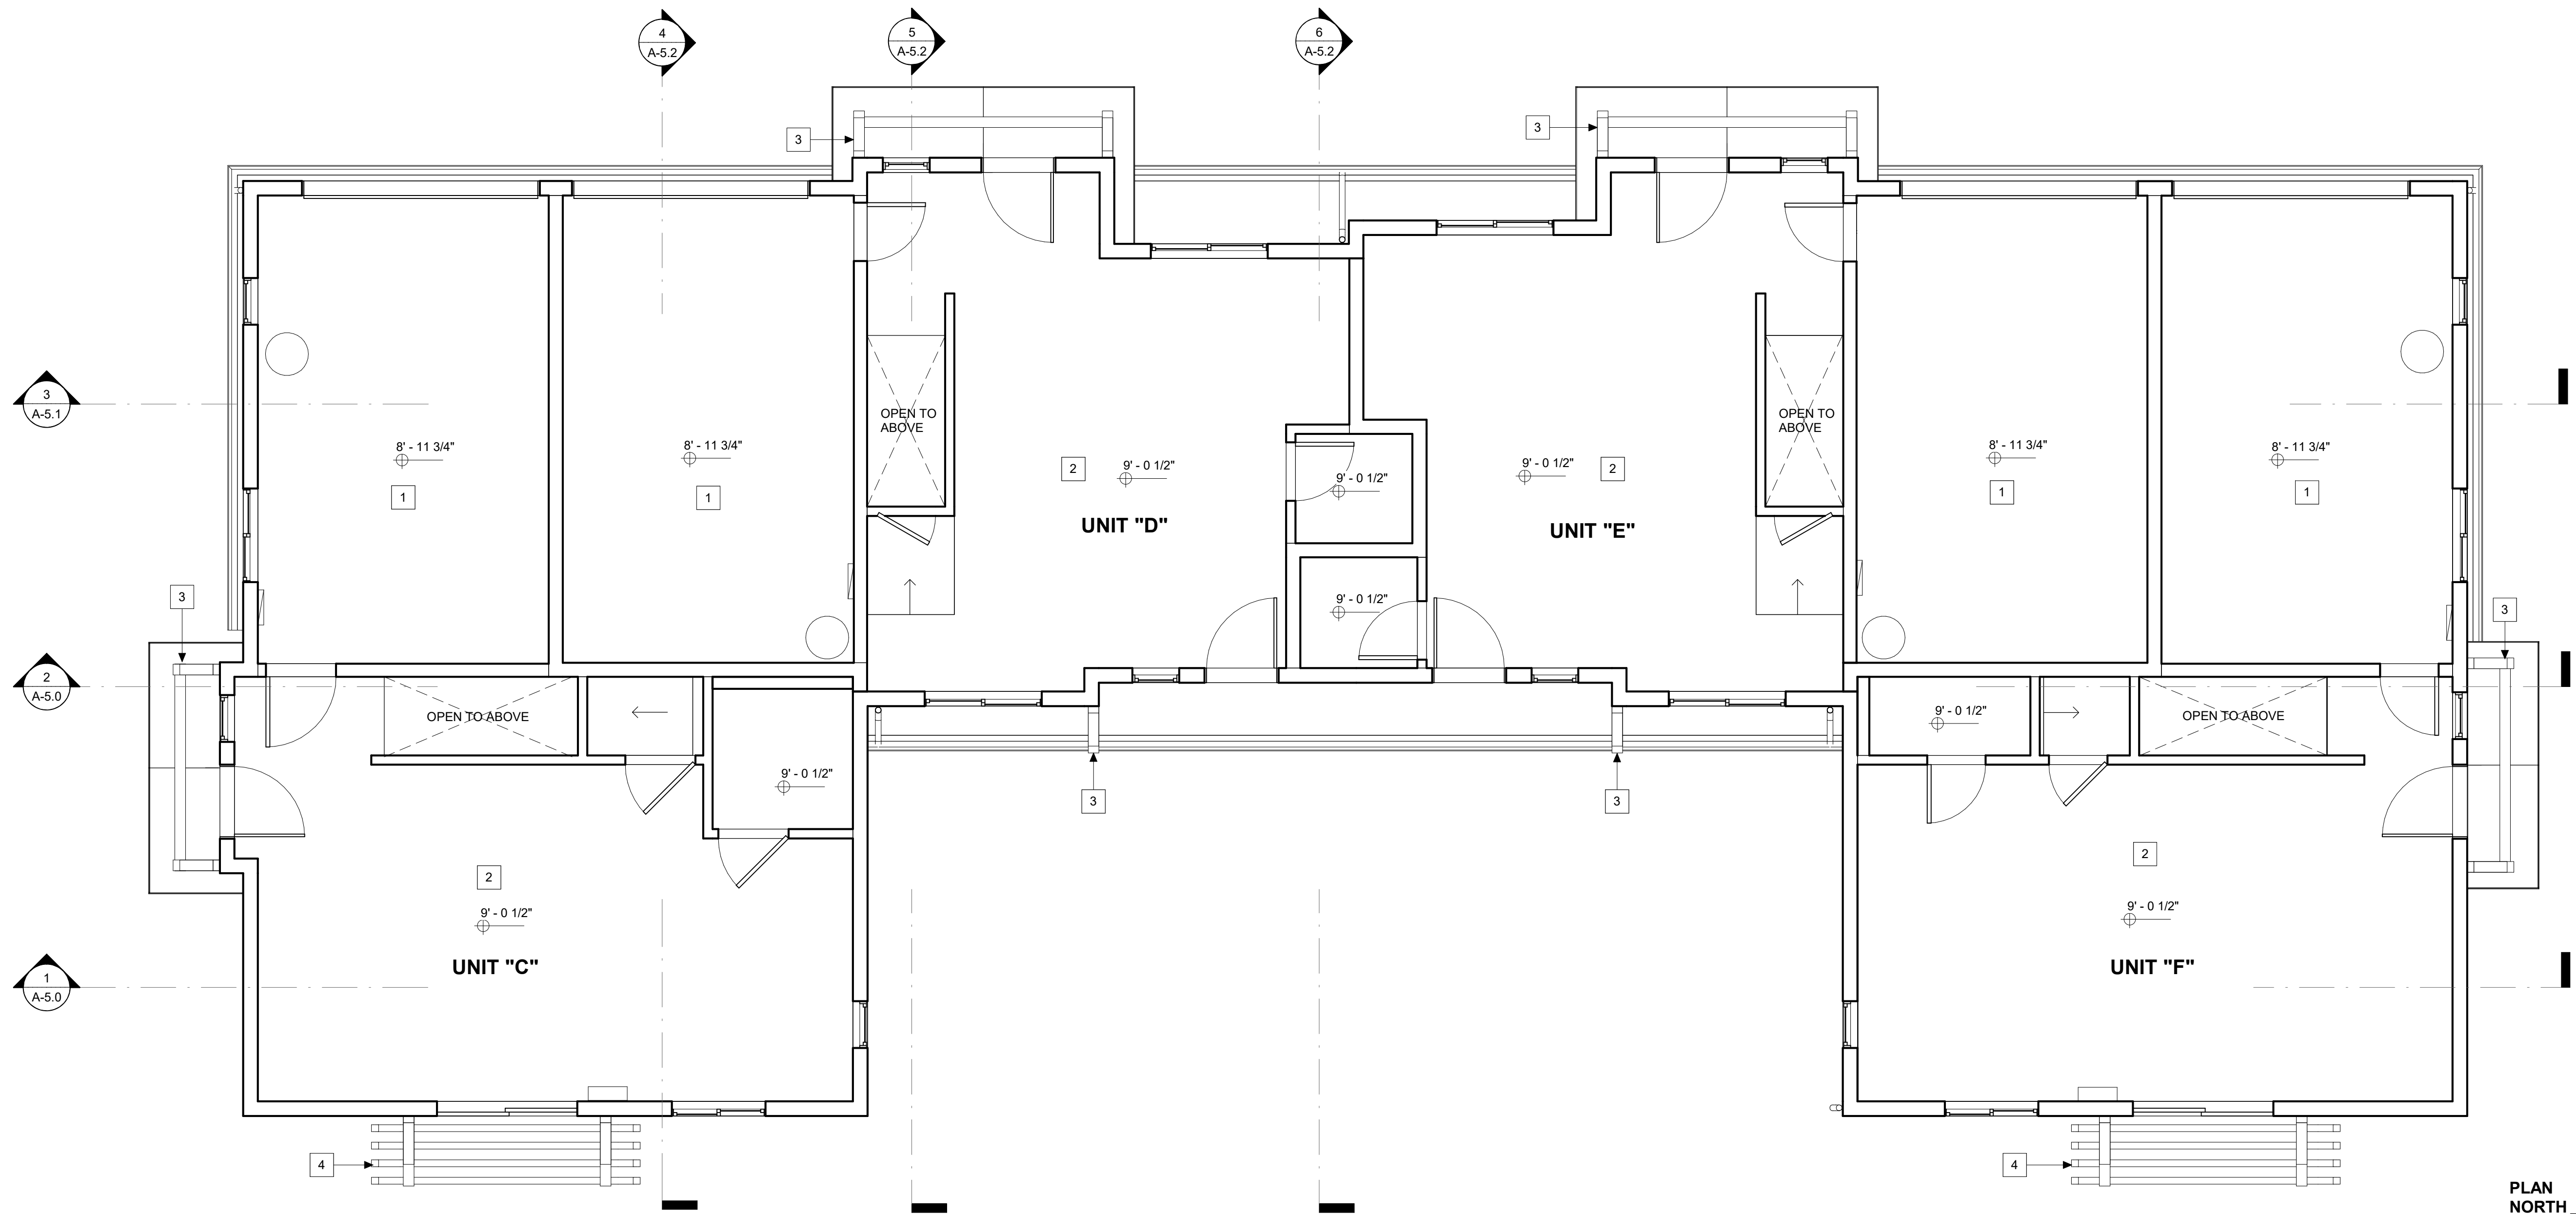 4
A-5.2
5
A-5.2
6
A-5.2
3
3
3
A-5.1
OPEN TO
ABOVE
OPEN TO
ABOVE
8' - 11 3/4"
8' - 11 3/4"
8' - 11 3/4"
8' - 11 3/4"
1
1
2
9' - 0 1/2"
9' - 0 1/2"
9' - 0 1/2"
2
1
1
UNIT "D"
UNIT "E"
3
9' - 0 1/2"
3
2
A-5.0
OPEN TO ABOVE
9' - 0 1/2"
OPEN TO ABOVE
9' - 0 1/2"
3
3
2
9' - 0 1/2"
2
9' - 0 1/2"
UNIT "C"
UNIT "F"
1
A-5.0
4
4
PLAN
NORTH